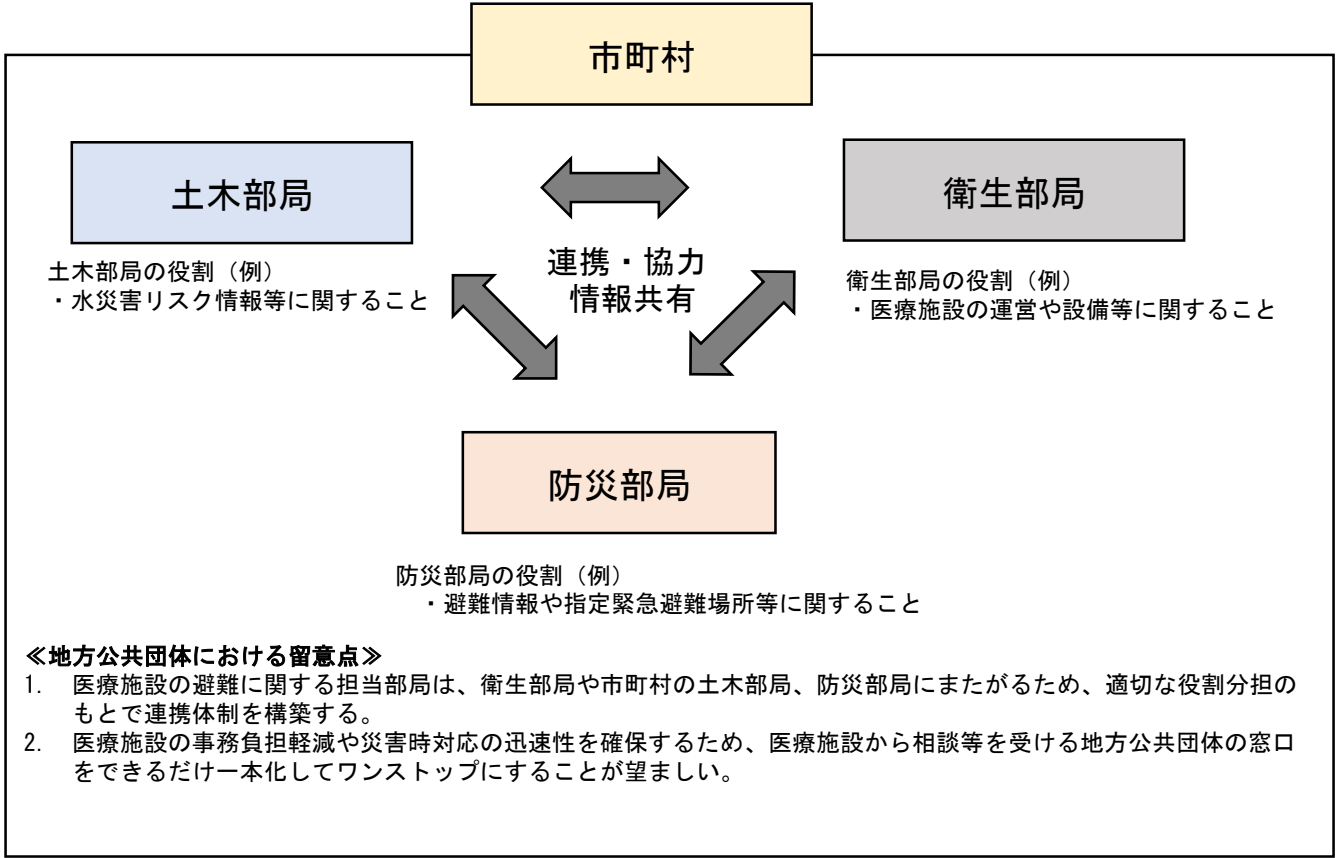 市町村
土木部局
衛生部局
土木部局の役割（例）
・水災害リスク情報等に関すること
連携・協力
情報共有
衛生部局の役割（例）
・医療施設の運営や設備等に関すること
防災部局
防災部局の役割（例）
・避難情報や指定緊急避難場所等に関すること
≪地方公共団体における留意点≫
1. 医療施設の避難に関する担当部局は、衛生部局や市町村の土木部局、防災部局にまたがるため、適切な役割分担の
もとで連携体制を構築する。
2. 医療施設の事務負担軽減や災害時対応の迅速性を確保するため、医療施設から相談等を受ける地方公共団体の窓口
をできるだけ一本化してワンストップにすることが望ましい。